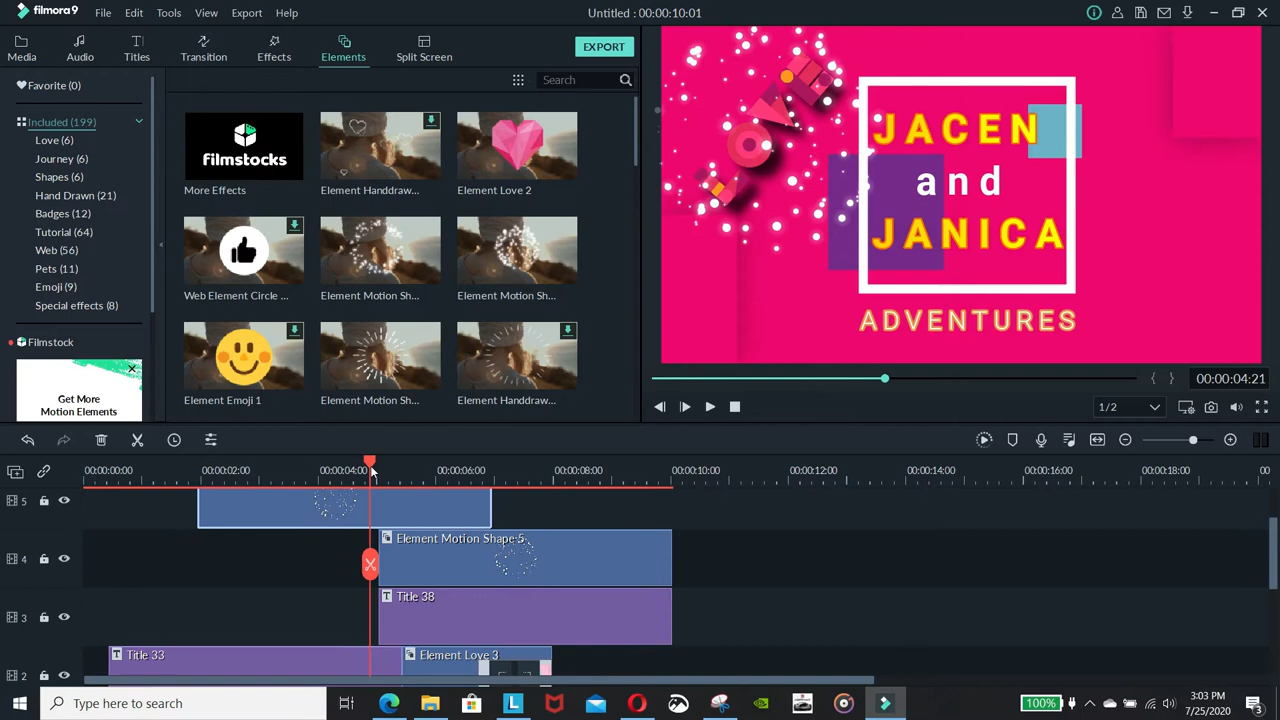 filmora 9
File
Edit
Tools
View
Export
Help
Untitled : 00:00:10:01
Media
Audio
Titles
Transition
Effects
Elements
Split Screen
EXPORT
Favorite (0)
Included (199)
Love (6)
Journey (6)
Shapes (6)
Hand Drawn (21)
Badges (12)
Tutorial (64)
Web (56)
Pets (11)
Emoji (9)
Special effects (8)
Filmstock
Get More
Motion Elements
Search
filmstocks
More Effects
Element Handdraw...
Element Love 2
Web Element Circle ...
Element Motion Sh...
Element Motion Sh...
Element Emoji 1
Element Motion Sh...
Element Handdraw...
JACEN
and
JANICA
ADVENTURES
00:00:04:21
1/2
00:00:00:00
00:00:02:00
00:00:04:00
00:00:06:00
00:00:08:00
00:00:10:00
00:00:12:00
00:00:14:00
00:00:16:00
00:00:18:00
00
5
4
Element Motion Shape 5
3
Title 38
2
Title 33
Element Love 3
Type here to search
100%
3:03 PM
7/25/2020
3